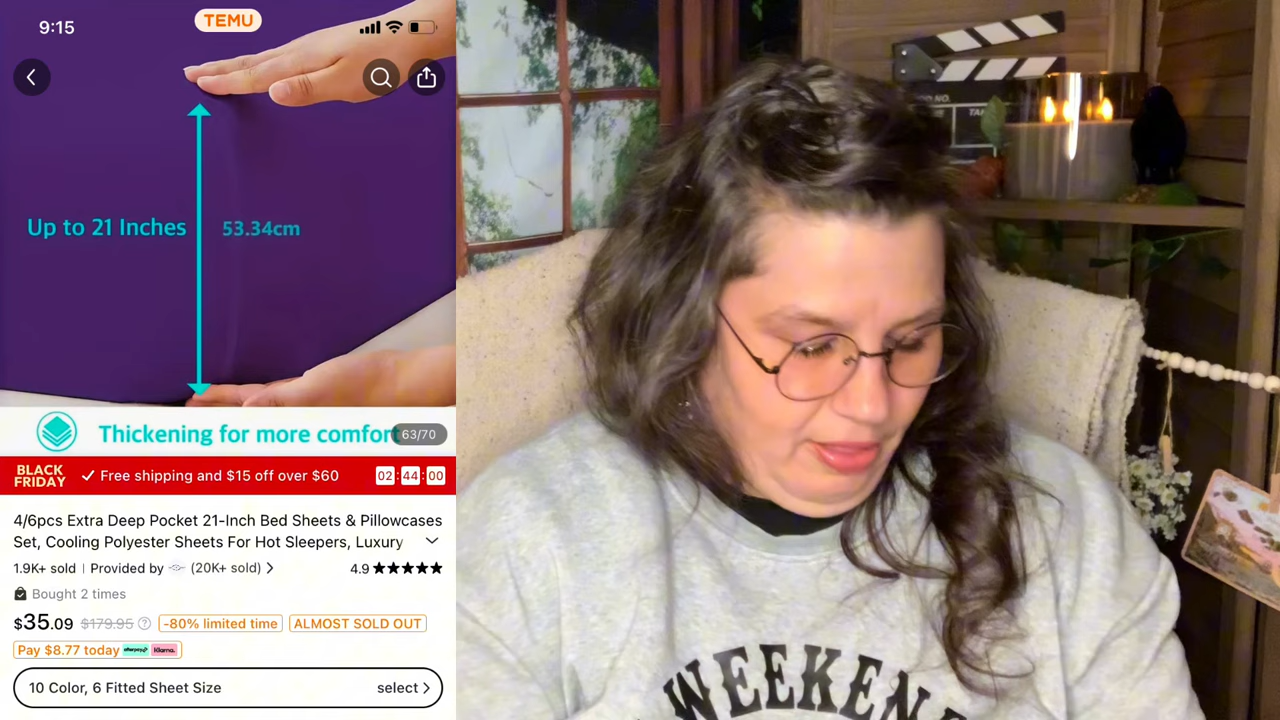 9:15
TEMU
Up to 21 Inches
53.34cm
Thickening for more comfort
63/70
BLACK FRIDAY
Free shipping and $15 off over $60
02:44:00
4/6pcs Extra Deep Pocket 21-Inch Bed Sheets & Pillowcases
Set, Cooling Polyester Sheets For Hot Sleepers, Luxury
1.9K+ sold | Provided by (20K+ sold) >
4.9 ★★★★★
Bought 2 times
$35.09 $179.95 -80% limited time ALMOST SOLD OUT
Pay $8.77 today afterpay Klarna.
10 Color, 6 Fitted Sheet Size select >
NO.
TA
WEEKEN